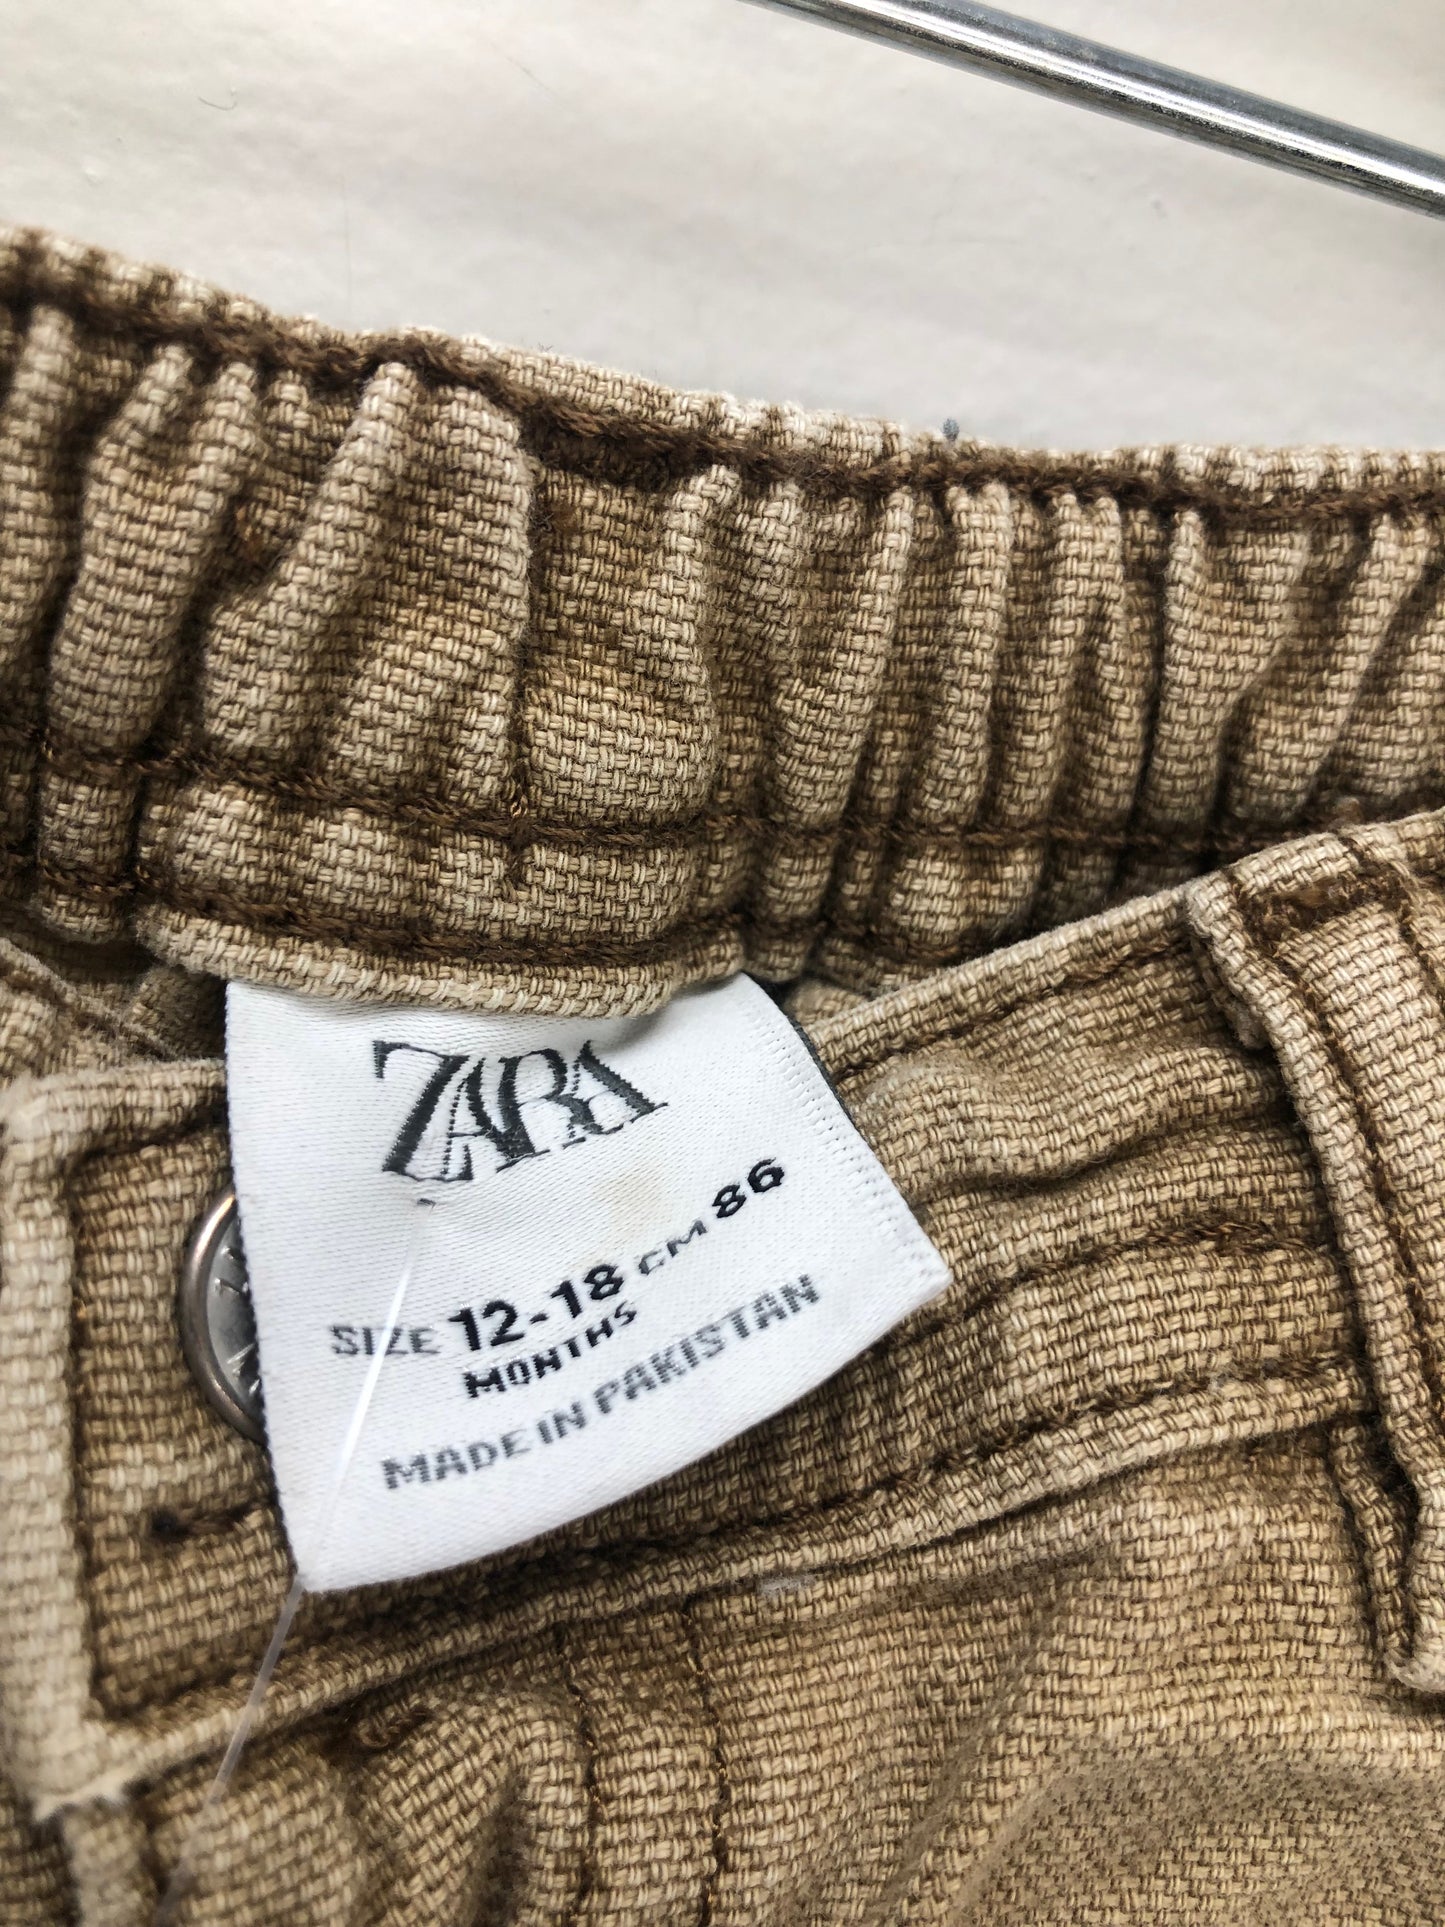 ZARA
SIZE 12-18 CM 86
MONTHS
MADE IN PAKISTAN